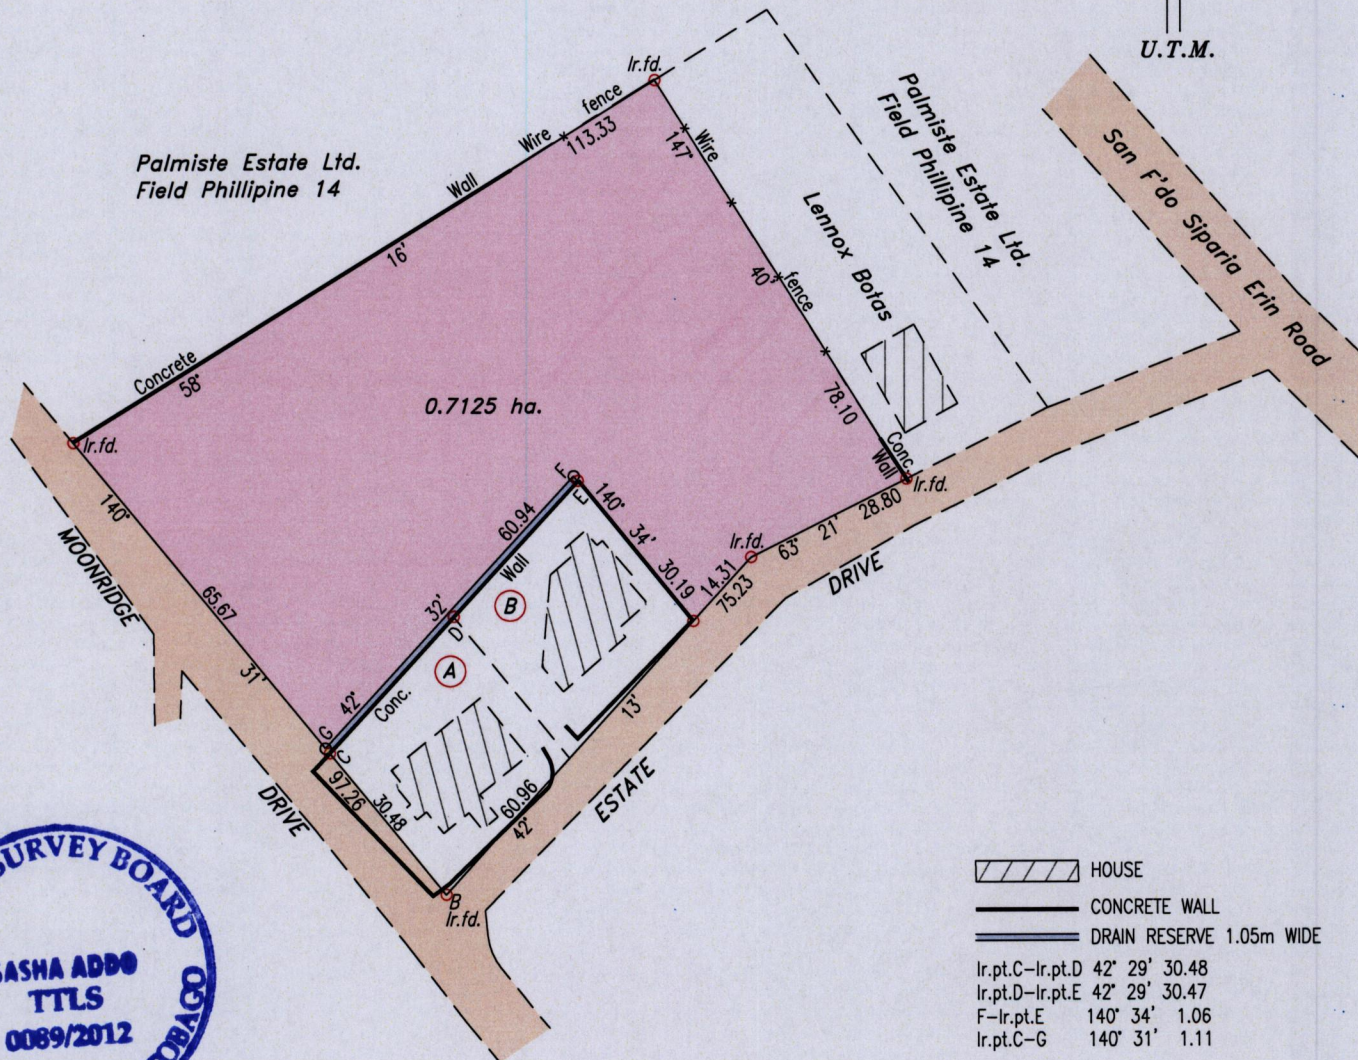 U.T.M.
Ir.fd.
Wire fence
113.33
Palmiste Estate Ltd.
Field Phillipine 14
Concrete Wall
58° 16'
147°
Wire
fence
40'
78.10
Conc.
Wall
Lennox Botas
Palmiste Estate Ltd.
Field Phillipine 14
San F'do Siparia Erin Road
0.7125 ha.
Ir.fd.
140°
65.67
31'
MOONRIDGE
DRIVE
F
E
60.94
32'
42°
Conc. Wall
D
A
B
140° 34'
30.19
14.31
75.23
Ir.fd.
63° 21' 28.80
Ir.fd.
DRIVE
ESTATE
13'
42°
60.96
G
C
97.26
30.48
B
Ir.fd.
HOUSE
CONCRETE WALL
DRAIN RESERVE 1.05m WIDE
Ir.pt.C-Ir.pt.D 42° 29' 30.48
Ir.pt.D-Ir.pt.E 42° 29' 30.47
F-Ir.pt.E 140° 34' 1.06
Ir.pt.C-G 140° 31' 1.11
SURVEY BOARD
SASHA ADDO
TTLS
0089/2012